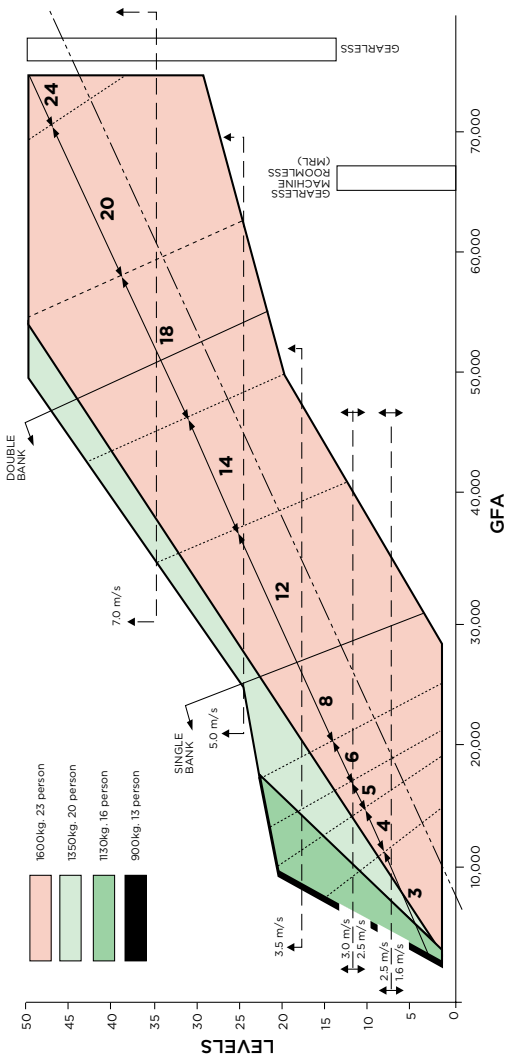 1600kg. 23 person
1350kg. 20 person
1130kg. 16 person
900kg. 13 person
LEVELS
50
45
40
35
30
25
20
15
10
5
0
DOUBLE
BANK
SINGLE
BANK
7.0 m/s
5.0 m/s
3.5 m/s
3.0 m/s
2.5 m/s
2.5 m/s
1.6 m/s
3
4
5
6
8
12
14
18
20
24
GEARLESS
GEARLESS
MACHINE
ROOMLESS
(MRL)
10,000
20,000
30,000
40,000
50,000
60,000
70,000
GFA